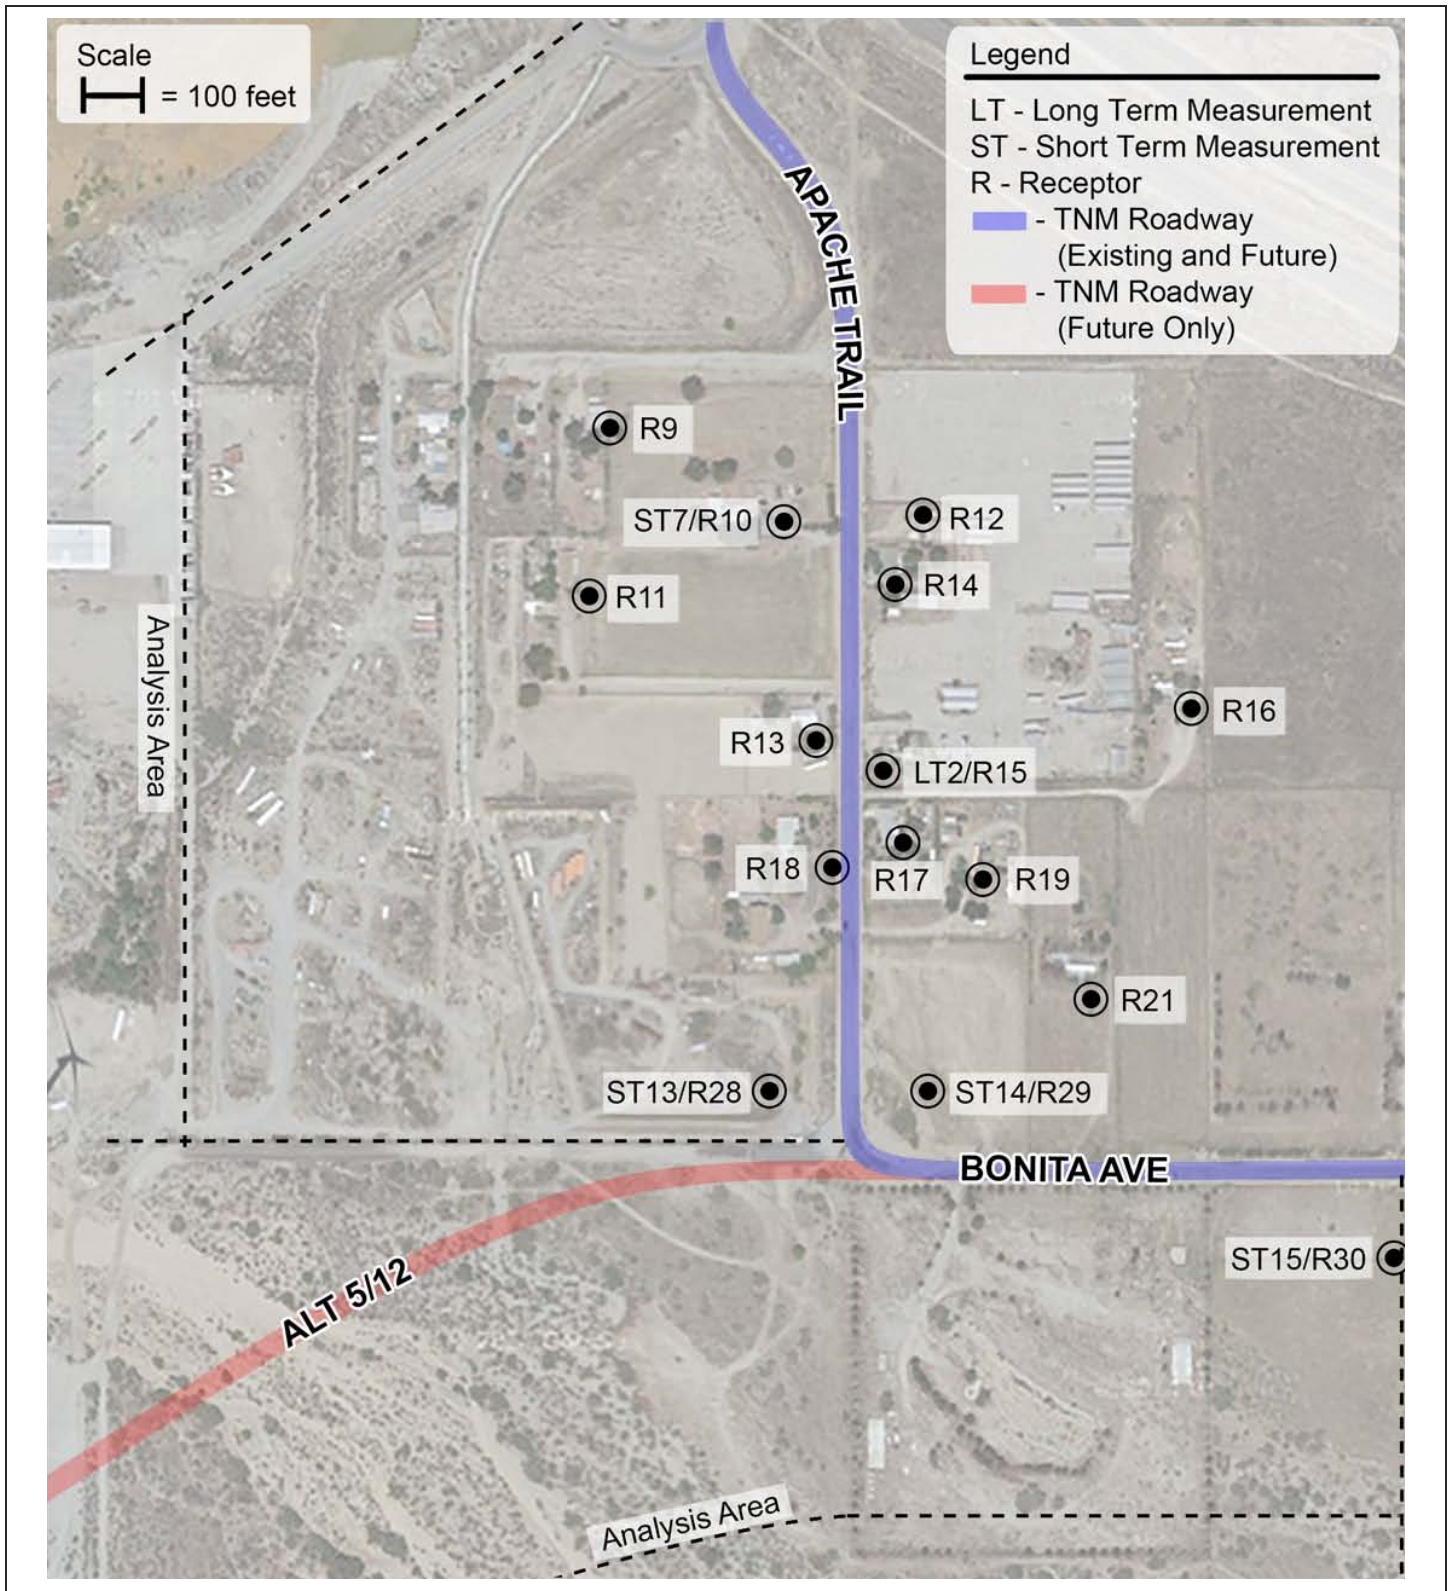 Scale
= 100 feet
Legend
LT - Long Term Measurement
ST - Short Term Measurement
R - Receptor
- TNM Roadway
(Existing and Future)
- TNM Roadway
(Future Only)
APACHE TRAIL
R9
ST7/R10
R12
R14
R11
Analysis Area
R16
R13
LT2/R15
R18
R17
R19
R21
ST13/R28
ST14/R29
BONITA AVE
ST15/R30
ALT 5/12
Analysis Area